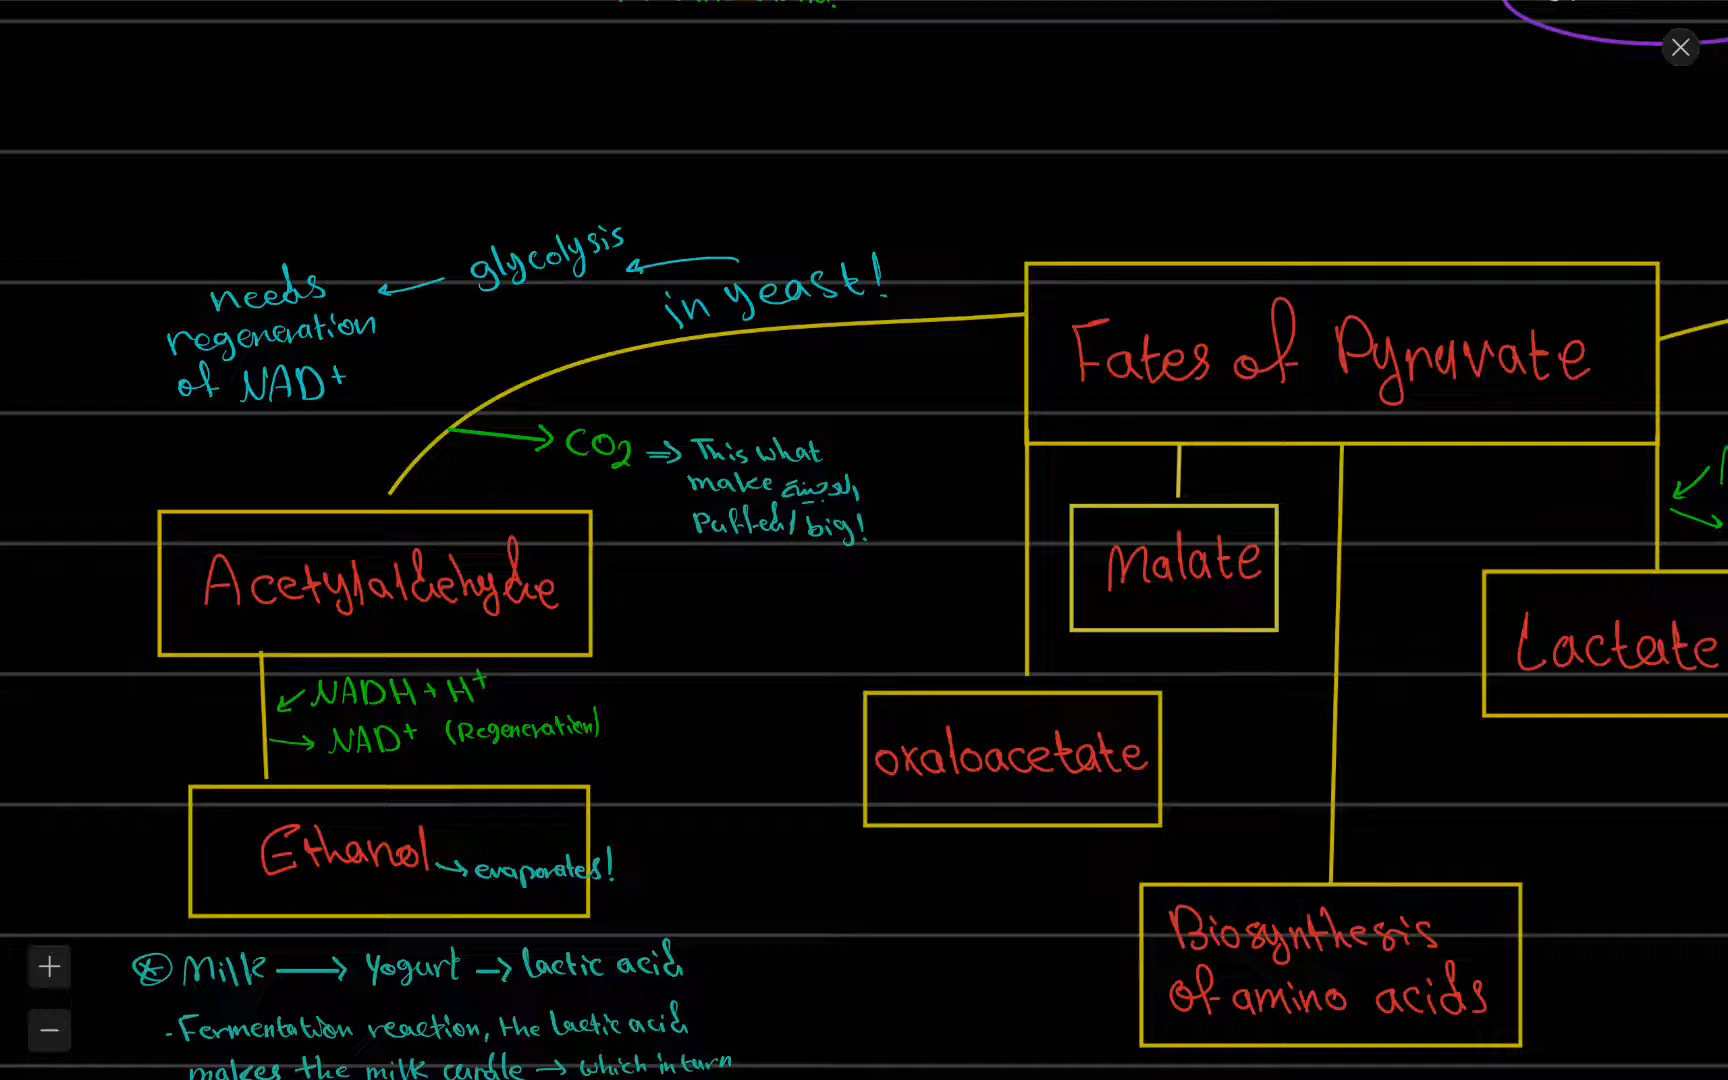 glycolysis
in yeast!
needs
regeneration
of NAD+
Fates of Pyruvate
CO2 => This what
make العجينة
Puffed/big!
Malate
Acetylaldehyde
Lactate
NADH + H+
NAD+ (Regeneration)
oxaloacetate
Ethanol → evaporates!
Biosynthesis
of amino acids
* Milk → Yogurt → lactic acid
- Fermentation reaction, the lactic acid
makes the milk curdle → which in turn